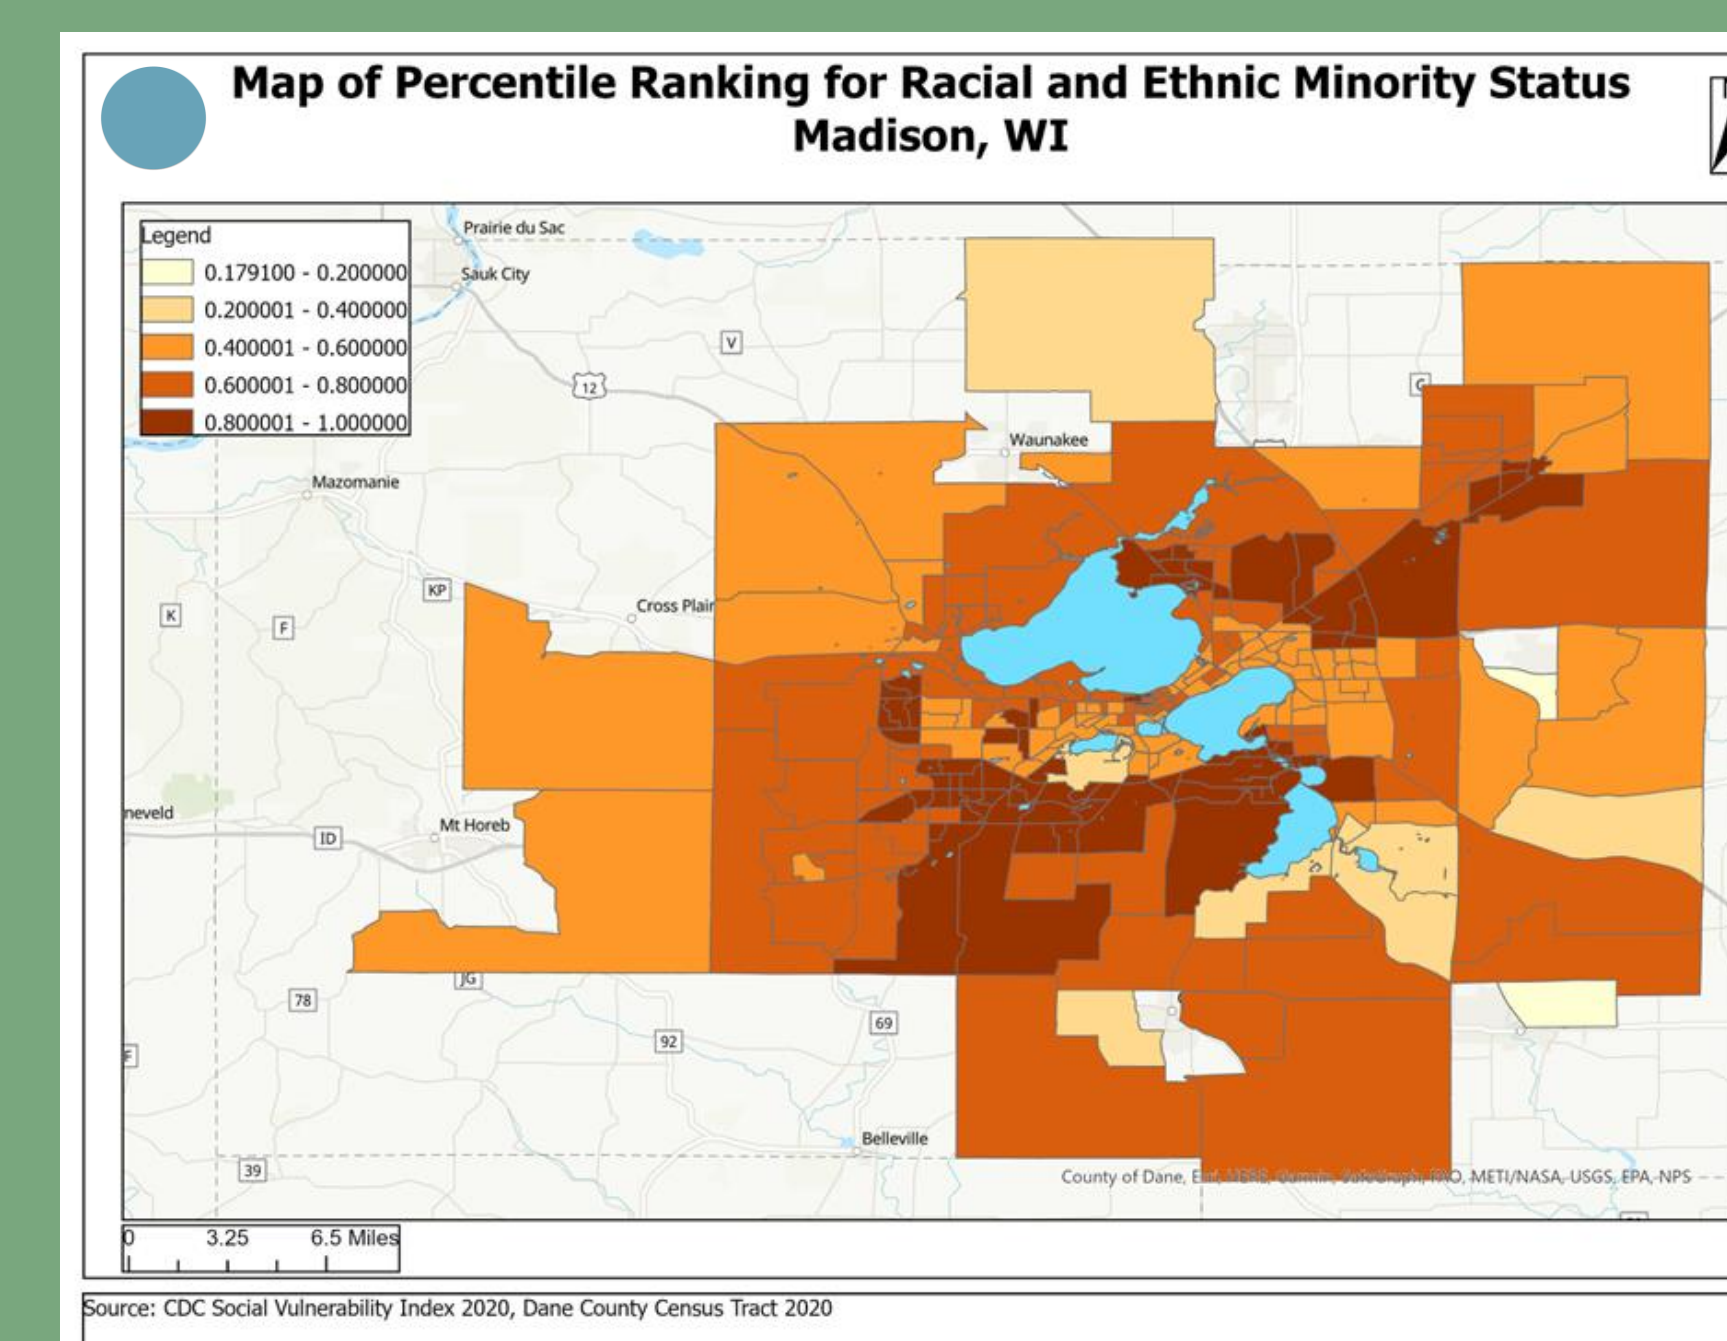 Map of Percentile Ranking for Racial and Ethnic Minority Status
Madison, WI
Legend
0.179100 - 0.200000
0.200001 - 0.400000
0.400001 - 0.600000
0.600001 - 0.800000
0.800001 - 1.000000
Prairie du Sac
Sauk City
V
12
C
Waunakee
Mazomanie
KP
K
F
Cross Plair
neveld
ID
Mt Horeb
JG
78
69
92
F
Belleville
39
County of Dane, METI/NASA, USGS, EPA, NPS
0 3.25 6.5 Miles
Source: CDC Social Vulnerability Index 2020, Dane County Census Tract 2020